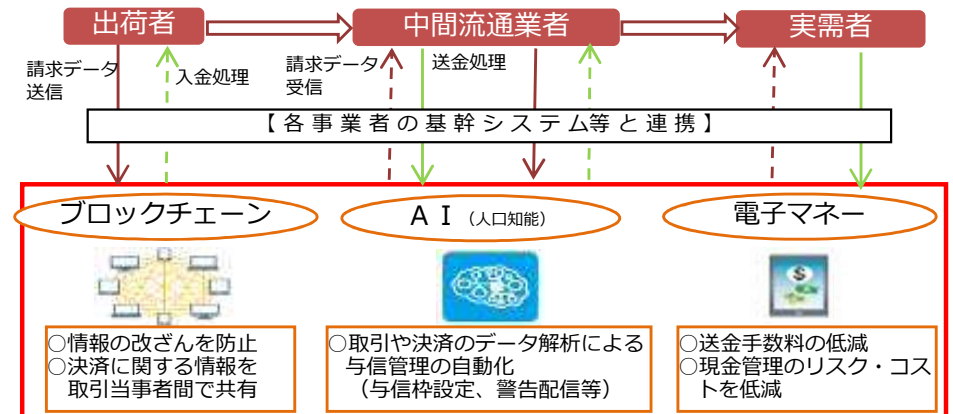 出荷者
中間流通業者
実需者
請求データ
送信
入金処理
請求データ
受信
送金処理
【各事業者の基幹システム等と連携】
ブロックチェーン
ＡＩ（人口知能）
電子マネー
$
○情報の改ざんを防止
○決済に関する情報を
取引当事者間で共有
○取引や決済のデータ解析による
与信管理の自動化
（与信枠設定、警告配信等）
○送金手数料の低減
○現金管理のリスク・コス
トを低減